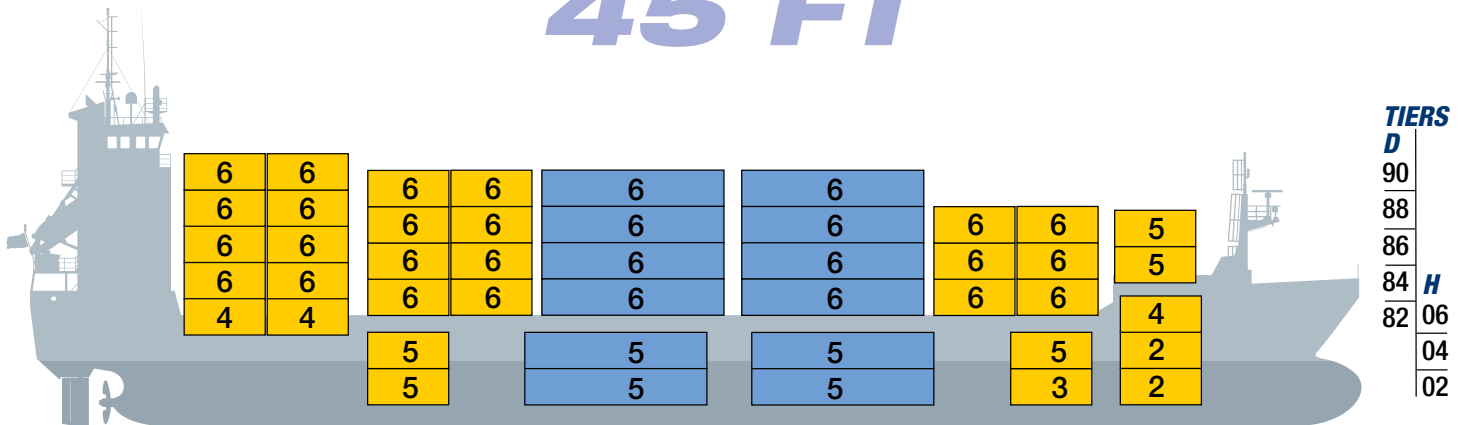 45 FT
TIERS
D
6 6 90
6 6 6 6
6 6 88
6 6 6 6 6 6 5
6 6 86
6 6 6 6 6 6 5
6 6 84 H
6 6 6 6 6 6
4 4 4 82 06
5 5 5 5 2 04
5 5 5 3 2 02